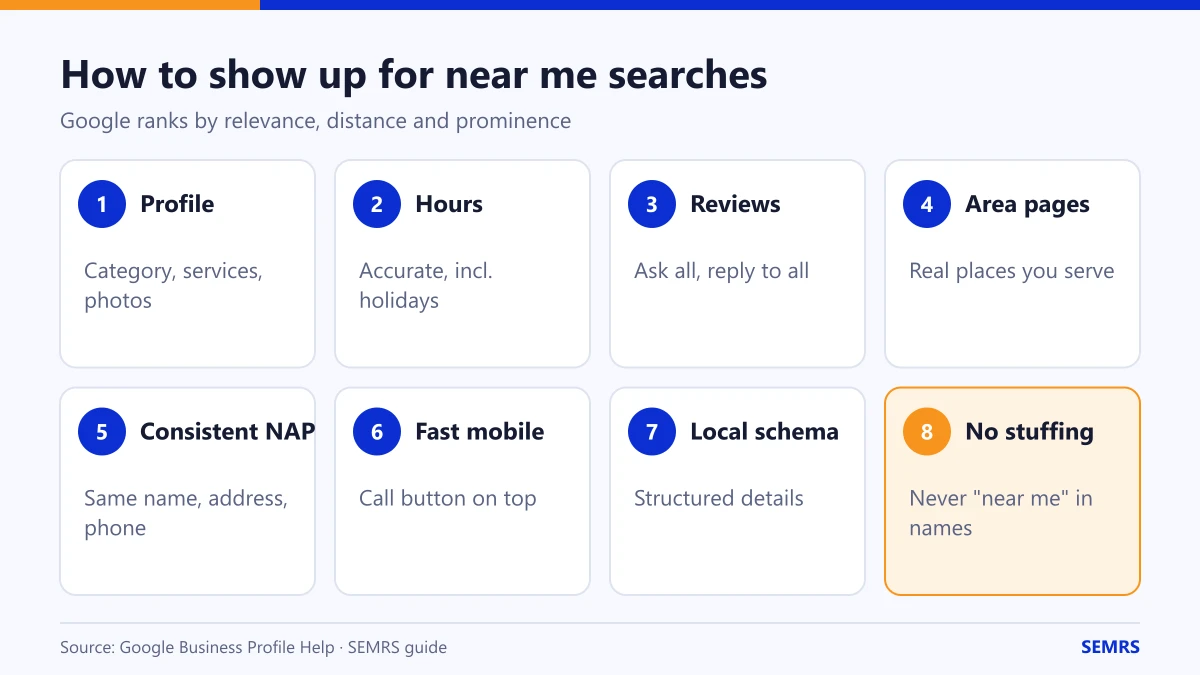 How to show up for near me searches
Google ranks by relevance, distance and prominence
1 Profile
Category, services,
photos
2 Hours
Accurate, incl.
holidays
3 Reviews
Ask all, reply to all
4 Area pages
Real places you serve
5 Consistent NAP
Same name, address,
phone
6 Fast mobile
Call button on top
7 Local schema
Structured details
8 No stuffing
Never "near me" in
names
Source: Google Business Profile Help · SEMRS guide
SEMRS